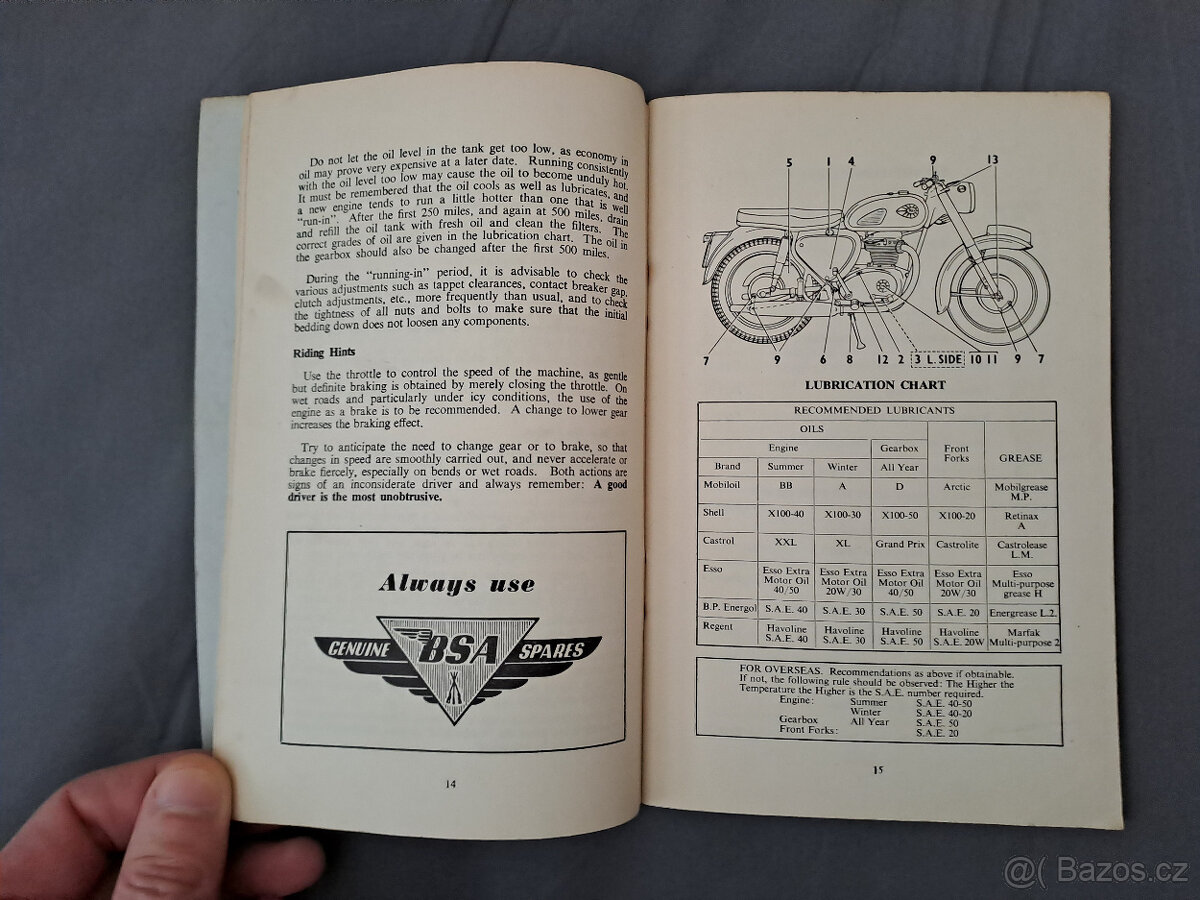 Do not let the oil level in the tank get too low, as economy in
oil may prove very expensive at a later date. Running consistently
with the oil level too low may cause the oil to become unduly hot.
It must be remembered that the oil cools as well as lubricates, and
a new engine tends to run a little hotter than one that is well
"run-in". After the first 250 miles, and again at 500 miles, drain
and refill the oil tank with fresh oil and clean the filters. The
correct grades of oil are given in the lubrication chart. The oil in
the gearbox should also be changed after the first 500 miles.
During the "running-in" period, it is advisable to check the
various adjustments such as tappet clearances, contact breaker gap,
clutch adjustments, etc., more frequently than usual, and to check
the tightness of all nuts and bolts to make sure that the initial
bedding down does not loosen any components.
Riding Hints
Use the throttle to control the speed of the machine, as gentle
but definite braking is obtained by merely closing the throttle. On
wet roads and particularly under icy conditions, the use of the
engine as a brake is to be recommended. A change to lower gear
increases the braking effect.
Try to anticipate the need to change gear or to brake, so that
changes in speed are smoothly carried out, and never accelerate or
brake fiercely, especially on bends or wet roads. Both actions are
signs of an inconsiderate driver and always remember: A good
driver is the most unobtrusive.
Always use
GENUINE BSA SPARES
14
5 1 4 9 13
7 9 6 8 12 2 3 L. SIDE 10 11 9 7
LUBRICATION CHART
RECOMMENDED LUBRICANTS
OILS
Engine Gearbox Front Forks GREASE
Brand Summer Winter All Year
Mobiloil BB A D Arctic Mobilgrease M.P.
Shell X100-40 X100-30 X100-50 X100-20 Retinax A
Castrol XXL XL Grand Prix Castrolite Castrolease L.M.
Esso Esso Extra Motor Oil 40/50 Esso Extra Motor Oil 20W/30 Esso Extra Motor Oil 40/50 Esso Extra Motor Oil 20W/30 Esso Multi-purpose grease H
B.P. Energol S.A.E. 40 S.A.E. 30 S.A.E. 50 S.A.E. 20 Energrease L.2.
Regent Havoline S.A.E. 40 Havoline S.A.E. 30 Havoline S.A.E. 50 Havoline S.A.E. 20W Marfak Multi-purpose 2
FOR OVERSEAS. Recommendations as above if obtainable.
If not, the following rule should be observed: The Higher the
Temperature the Higher is the S.A.E. number required.
Engine: Summer S.A.E. 40-50
Winter S.A.E. 40-20
Gearbox All Year S.A.E. 50
Front Forks: S.A.E. 20
15
@( Bazos.cz